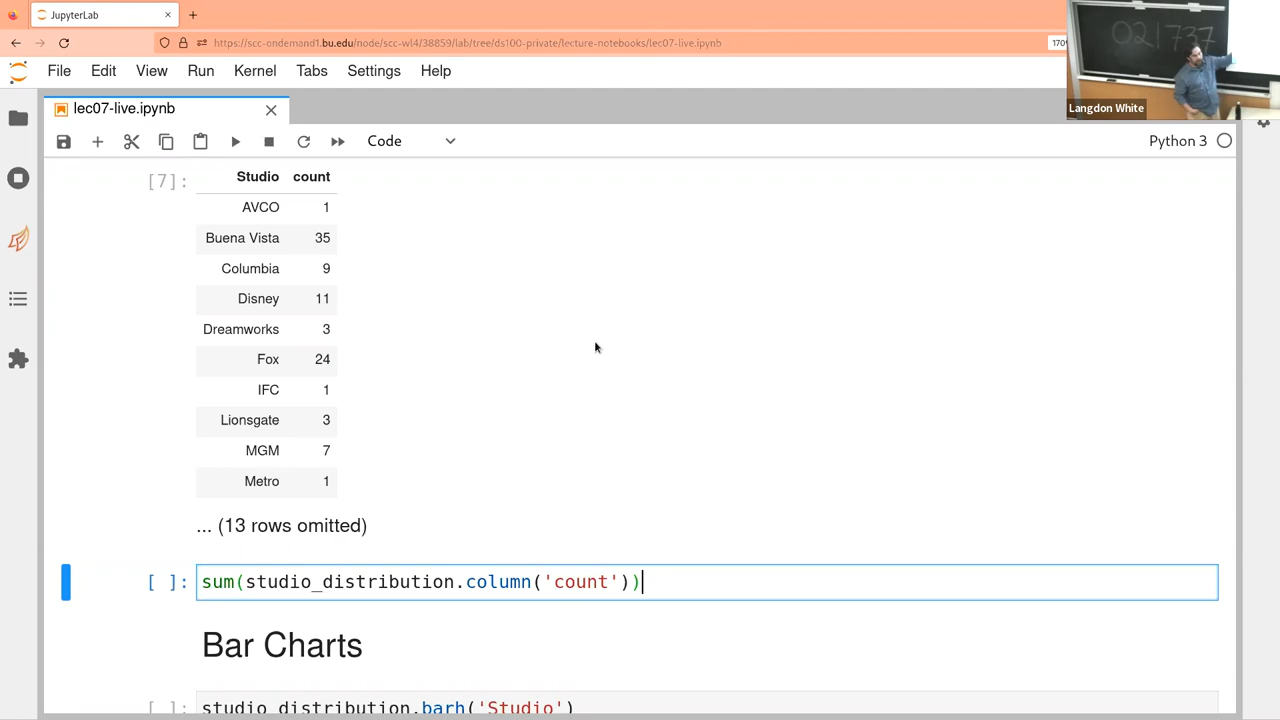 JupyterLab
https://scc-ondemand1.bu.edu/node/scc-wl4/38859/lab/tree/ds100-private/lecture-notebooks/lec07-live.ipynb
170%
021737
Langdon White
File Edit View Run Kernel Tabs Settings Help
lec07-live.ipynb
Code
Python 3
[7]:
Studio count
AVCO 1
Buena Vista 35
Columbia 9
Disney 11
Dreamworks 3
Fox 24
IFC 1
Lionsgate 3
MGM 7
Metro 1
... (13 rows omitted)
[ ]: sum(studio_distribution.column('count'))
Bar Charts
[ ]: studio_distribution.barh('Studio')